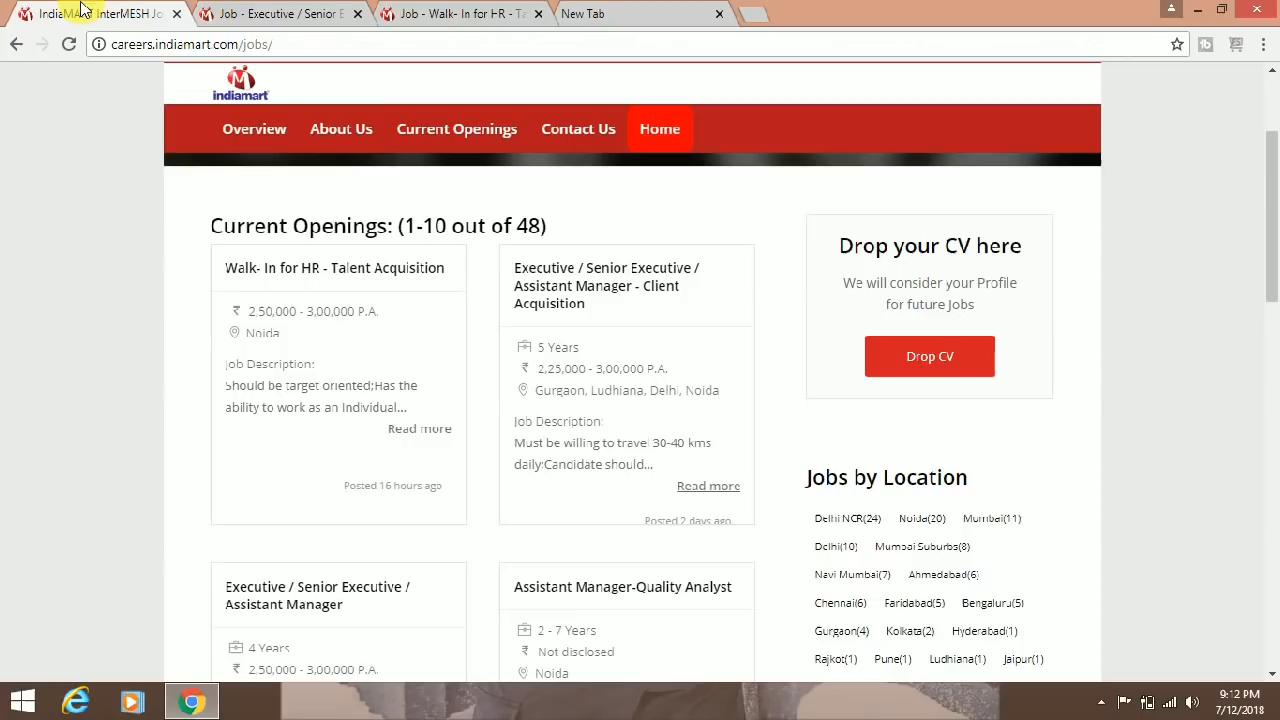 IndiaMART InterMESH Jo
Job - Executive / Senior E
Job - Walk- In for HR - Ta
New Tab
careers.indiamart.com/jobs/
indiamart
Overview
About Us
Current Openings
Contact Us
Home
Current Openings: (1-10 out of 48)
Walk- In for HR - Talent Acquisition
₹ 2,50,000 - 3,00,000 P.A.
Noida
Job Description:
Should be target oriented;Has the
ability to work as an Individual...
Read more
Posted 16 hours ago
Executive / Senior Executive /
Assistant Manager - Client
Acquisition
5 Years
₹ 2,25,000 - 3,00,000 P.A.
Gurgaon, Ludhiana, Delhi, Noida
Job Description:
Must be willing to travel 30-40 kms
daily;Candidate should...
Read more
Posted 2 days ago
Executive / Senior Executive /
Assistant Manager
4 Years
₹ 2,50,000 - 3,00,000 P.A.
Assistant Manager-Quality Analyst
2 - 7 Years
₹ Not disclosed
Noida
Drop your CV here
We will consider your Profile
for future Jobs
Drop CV
Jobs by Location
Delhi NCR(24) Noida(20) Mumbai(11)
Delhi(10) Mumbai Suburbs(8)
Navi Mumbai(7) Ahmedabad(6)
Chennai(6) Faridabad(5) Bengaluru(5)
Gurgaon(4) Kolkata(2) Hyderabad(1)
Rajkot(1) Pune(1) Ludhiana(1) Jaipur(1)
9:12 PM
7/12/2018